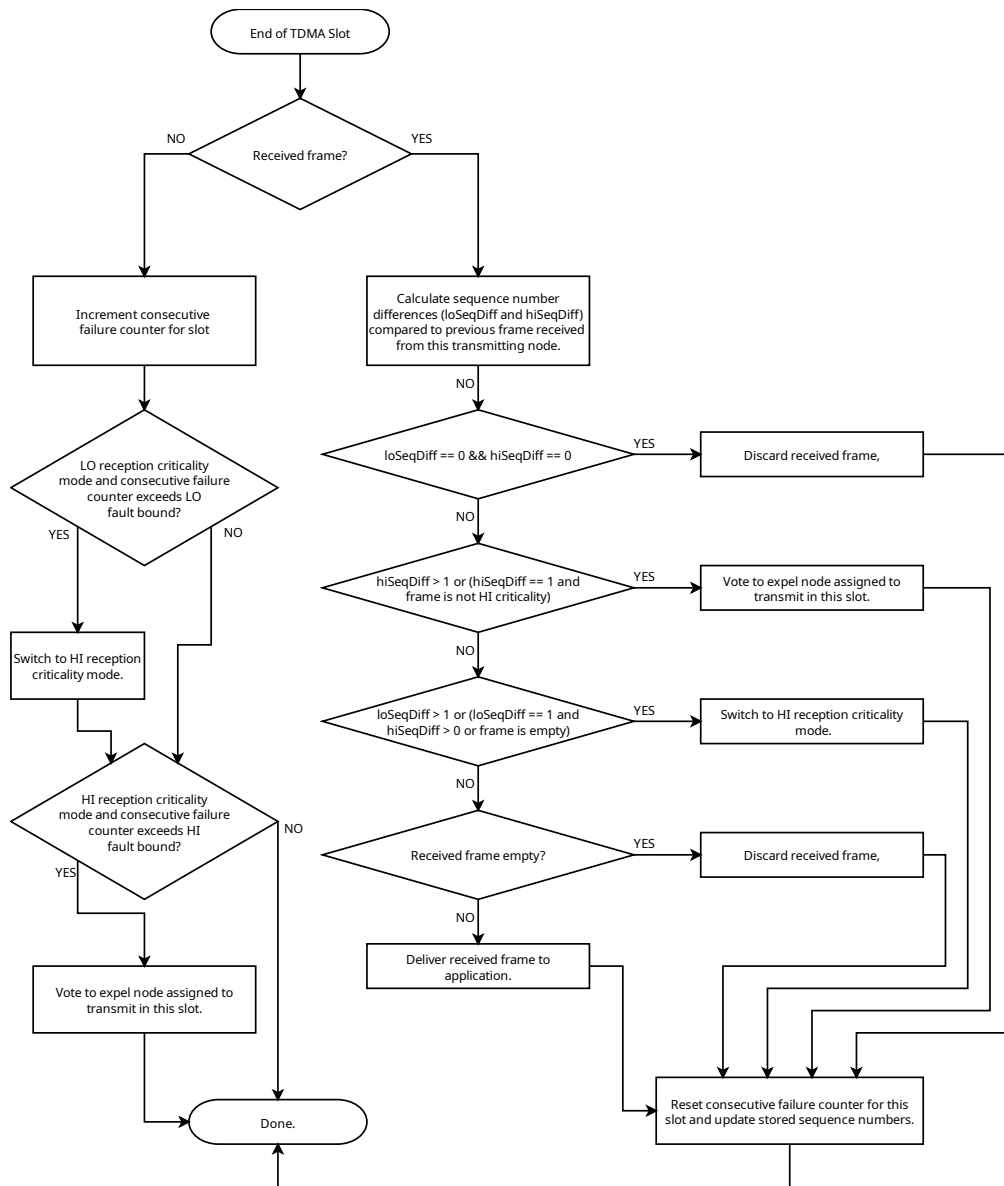 End of TDMA Slot
Received frame?
NO
YES
Increment consecutive
failure counter for slot
Calculate sequence number
differences (loSeqDiff and hiSeqDiff)
compared to previous frame received
from this transmitting node.
NO
LO reception criticality
mode and consecutive failure
counter exceeds LO
fault bound?
YES
NO
loSeqDiff == 0 && hiSeqDiff == 0
YES
Discard received frame,
NO
hiSeqDiff > 1 or (hiSeqDiff == 1 and
frame is not HI criticality)
YES
Vote to expel node assigned to
transmit in this slot.
NO
Switch to HI reception
criticality mode.
loSeqDiff > 1 or (loSeqDiff == 1 and
hiSeqDiff > 0 or frame is empty)
YES
Switch to HI reception criticality
mode.
NO
HI reception criticality
mode and consecutive failure
counter exceeds HI
fault bound?
NO
YES
Received frame empty?
YES
Discard received frame,
NO
Deliver received frame to
application.
Vote to expel node assigned to
transmit in this slot.
Done.
Reset consecutive failure counter for this
slot and update stored sequence numbers.